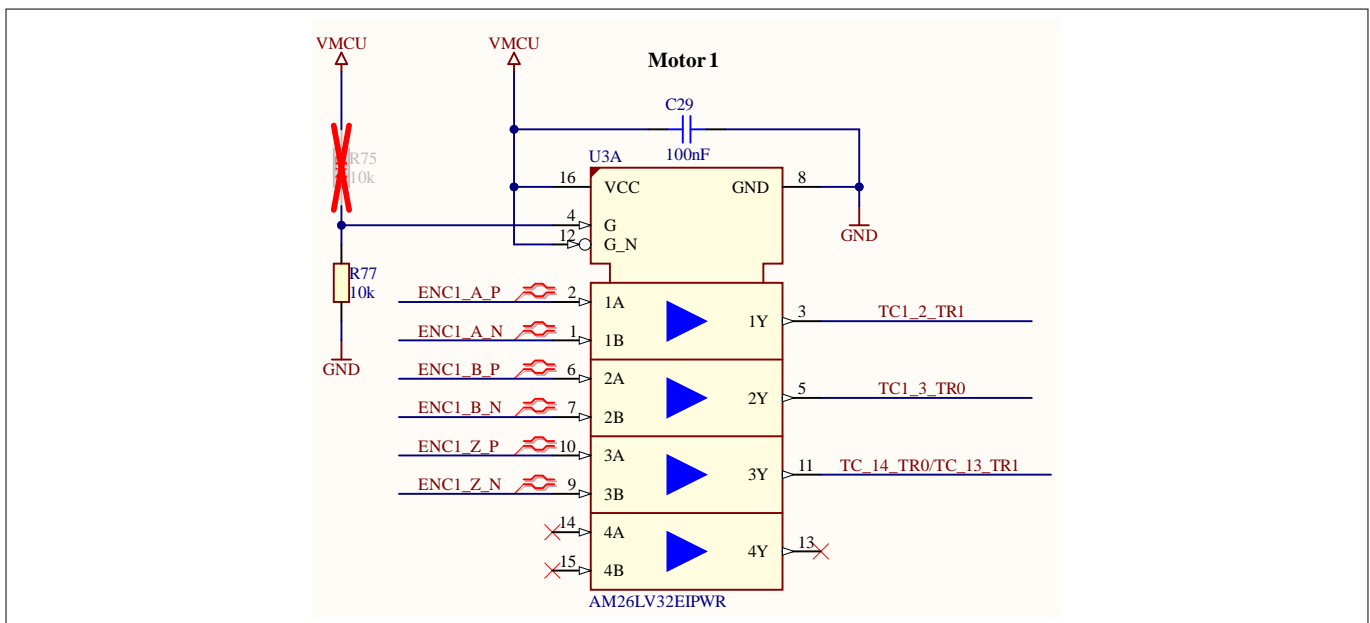 VMCU
VMCU
Motor 1
C29
100nF
R75
10k
U3A
16
VCC
GND
8
4
G
12
G_N
GND
R77
10k
GND
ENC1_A_P
2
1A
1Y
3
TC1_2_TR1
ENC1_A_N
1
1B
ENC1_B_P
6
2A
2Y
5
TC1_3_TR0
ENC1_B_N
7
2B
ENC1_Z_P
10
3A
3Y
11
TC_14_TR0/TC_13_TR1
ENC1_Z_N
9
3B
14
4A
4Y
13
15
4B
AM26LV32EIPWR